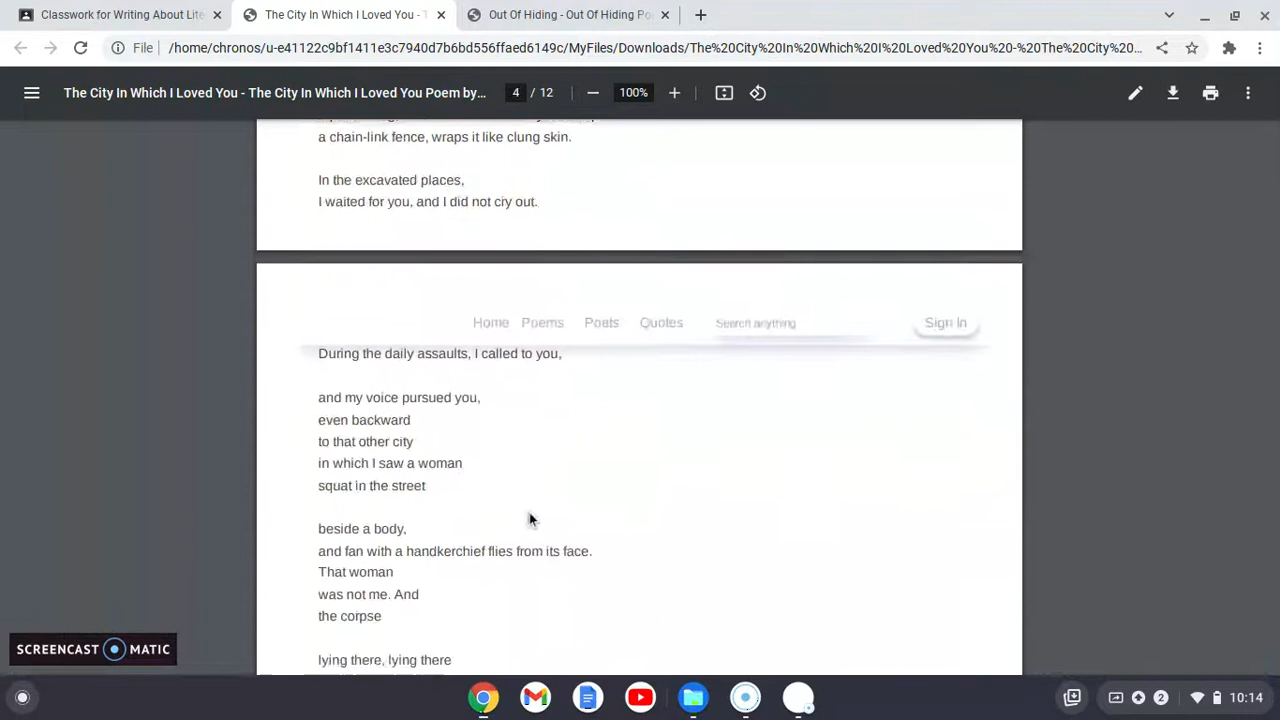 Classwork for Writing About Lite
The City In Which I Loved You - T
Out Of Hiding - Out Of Hiding Po
File
/home/chronos/u-e41122c9bf1411e3c7940d7b6bd556ffaed6149c/MyFiles/Downloads/The%20City%20In%20Which%20I%20Loved%20You%20-%20The%20City%20...
The City In Which I Loved You - The City In Which I Loved You Poem by...
4 / 12
100%
a chain-link fence, wraps it like clung skin.
In the excavated places,
I waited for you, and I did not cry out.
Home Poems Poets Quotes Search anything Sign In
During the daily assaults, I called to you,
and my voice pursued you,
even backward
to that other city
in which I saw a woman
squat in the street
beside a body,
and fan with a handkerchief flies from its face.
That woman
was not me. And
the corpse
lying there, lying there
SCREENCAST MATIC
2
10:14